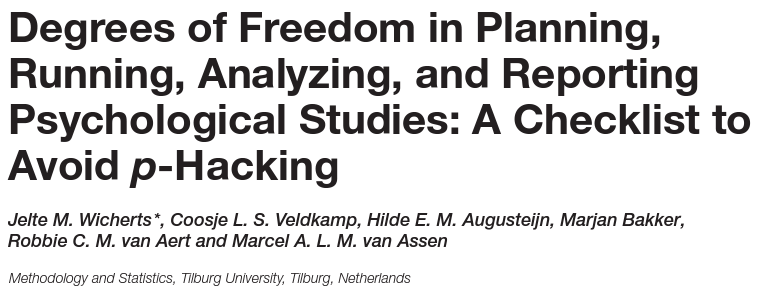 Degrees of Freedom in Planning,
Running, Analyzing, and Reporting
Psychological Studies: A Checklist to
Avoid p-Hacking
Jelte M. Wicherts*, Coosje L. S. Veldkamp, Hilde E. M. Augusteijn, Marjan Bakker,
Robbie C. M. van Aert and Marcel A. L. M. van Assen
Methodology and Statistics, Tilburg University, Tilburg, Netherlands